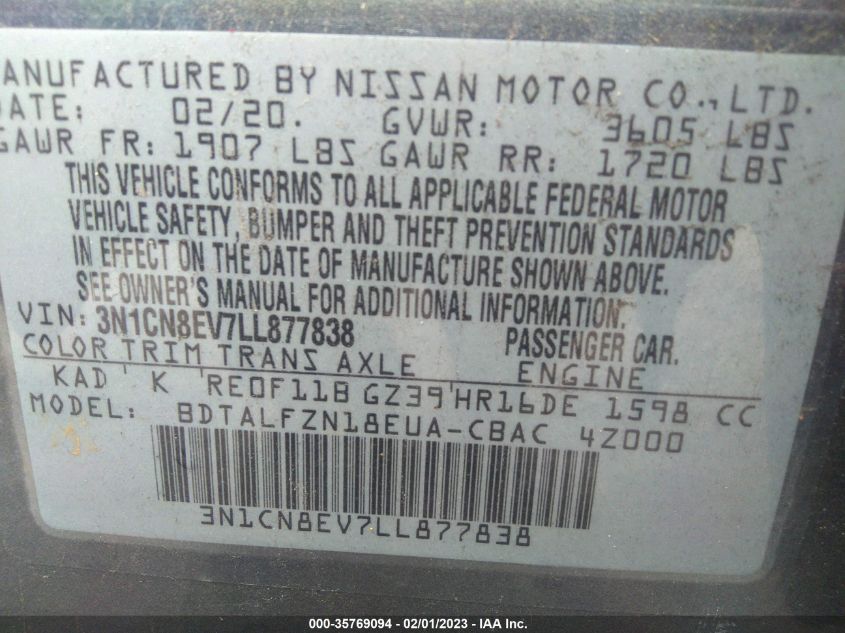 ANUFACTURED BY NISSAN MOTOR CO., LTD.
DATE: 02/20. GVWR: 3605 LBS
GAWR FR: 1907 LBS GAWR RR: 1720 LBS
THIS VEHICLE CONFORMS TO ALL APPLICABLE FEDERAL MOTOR
VEHICLE SAFETY, BUMPER AND THEFT PREVENTION STANDARDS
IN EFFECT ON THE DATE OF MANUFACTURE SHOWN ABOVE.
SEE OWNER'S MANUAL FOR ADDITIONAL INFORMATION.
VIN: 3N1CN8EV7LL877838 PASSENGER CAR.
COLOR TRIM TRANS AXLE ENGINE
KAD K RE0F11B GZ39 HR16DE 1598 CC
MODEL: BDTALFZN18EUA-CBAC 4Z000
3N1CN8EV7LL877838
000-35769094 // 02/01/2023 // IAA Inc.